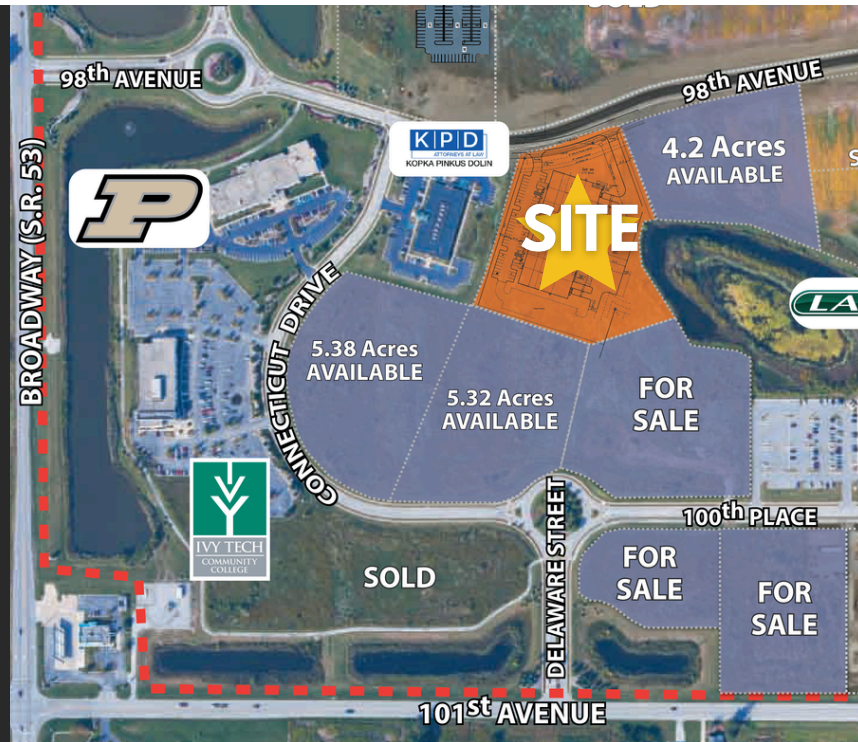 SOLD
98th AVENUE
98th AVENUE
BROADWAY (S.R. 53)
P
KPD
ATTORNEYS AT LAW
KOPKA PINKUS DOLIN
4.2 Acres
AVAILABLE
SITE
CONNECTICUT DRIVE
5.38 Acres
AVAILABLE
5.32 Acres
AVAILABLE
FOR
SALE
IVY TECH
COMMUNITY
COLLEGE
100th PLACE
DELAWARE STREET
SOLD
FOR
SALE
FOR
SALE
101st AVENUE